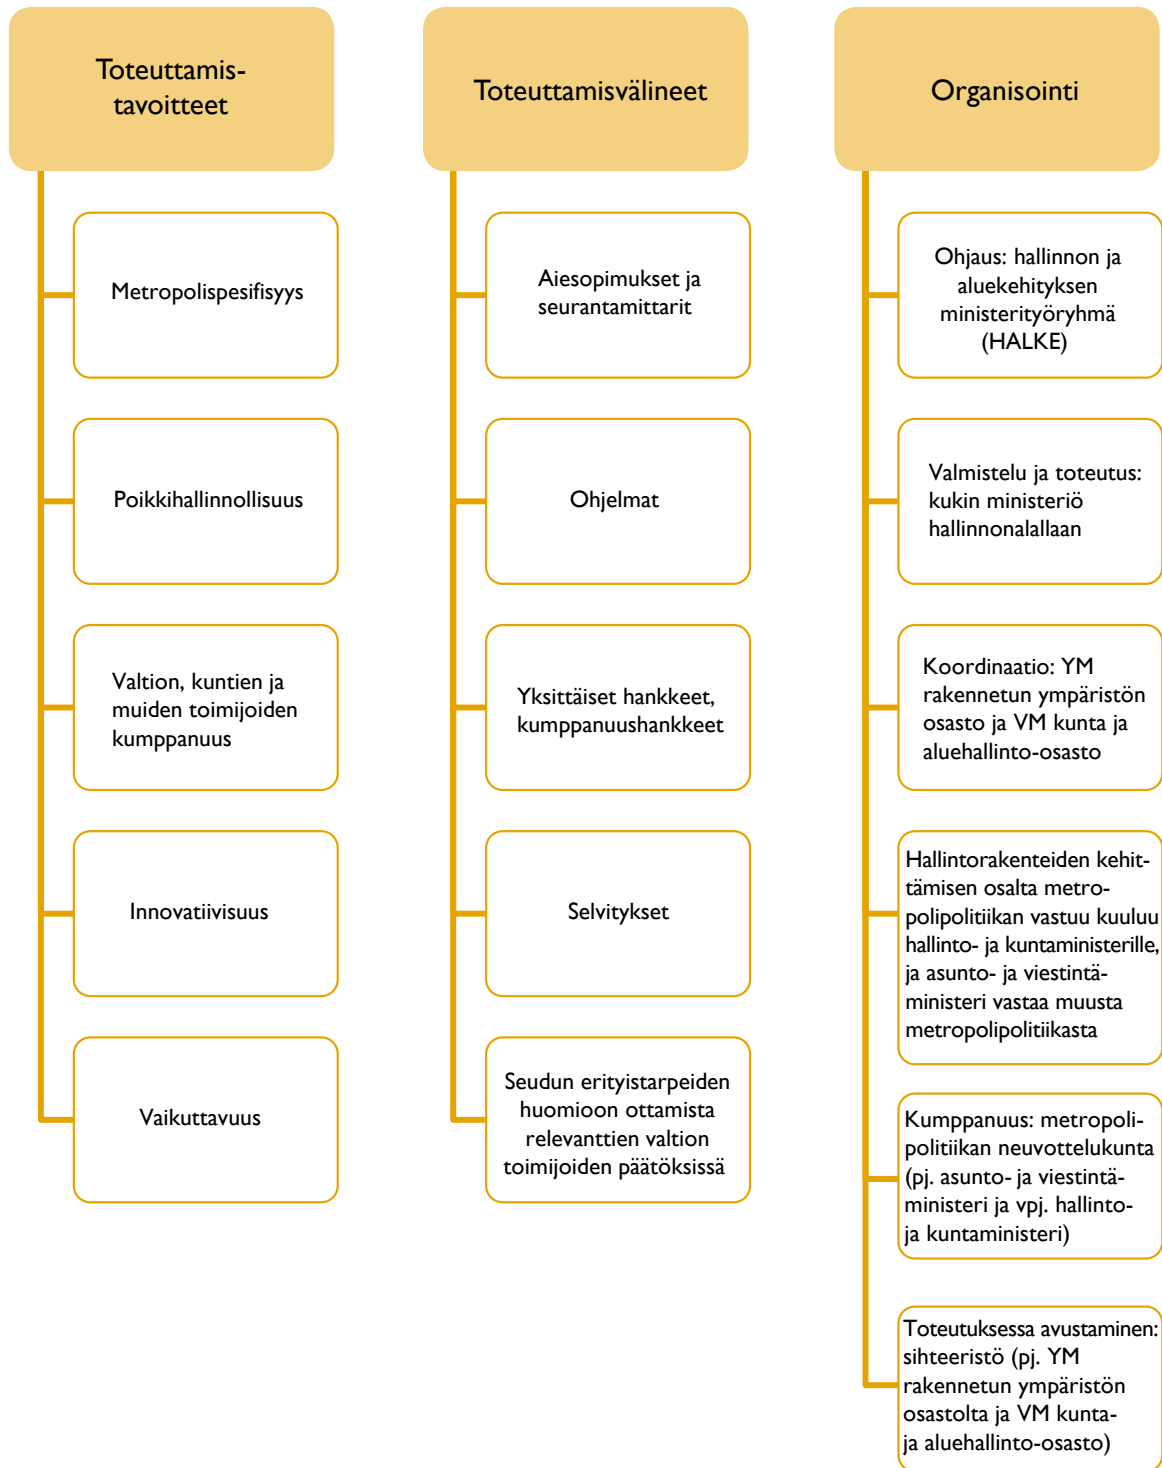 Toteuttamis-
tavoitteet
Metropolispesifisyys
Poikkihallinnollisuus
Valtion, kuntien ja
muiden toimijoiden
kumppanuus
Innovatiivisuus
Vaikuttavuus
Toteuttamisvälineet
Aiesopimukset ja
seurantamittarit
Ohjelmat
Yksittäiset hankkeet,
kumppanuushankkeet
Selvitykset
Seudun erityistarpeiden
huomioon ottamista
relevanttien valtion
toimijoiden päätöksissä
Organisointi
Ohjaus: hallinnon ja
aluekehityksen
ministerityöryhmä
(HALKE)
Valmistelu ja toteutus:
kukin ministeriö
hallinnonalallaan
Koordinaatio: YM
rakennetun ympäristön
osasto ja VM kunta ja
aluehallinto-osasto
Hallintorakenteiden kehit-
tämisen osalta metro-
polipolitiikan vastuu kuuluu
hallinto- ja kuntaministerille,
ja asunto- ja viestintä-
ministeri vastaa muusta
metropolipolitiikasta
Kumppanuus: metropoli-
politiikan neuvottelukunta
(pj. asunto- ja viestintä-
ministeri ja vpj. hallinto-
ja kuntaministeri)
Toteutuksessa avustaminen:
sihteeristö (pj. YM
rakennetun ympäristön
osastolta ja VM kunta-
ja aluehallinto-osasto)